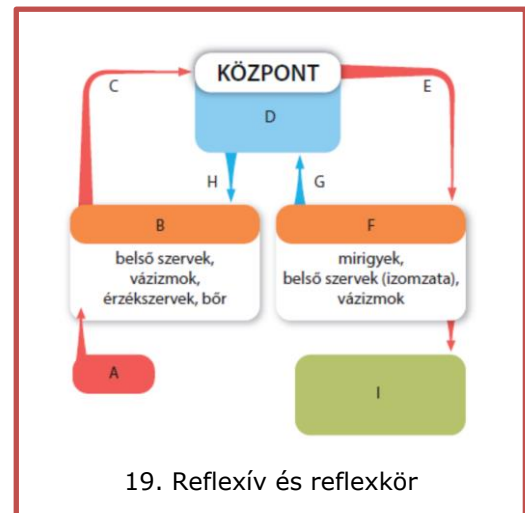 KÖZPONT
C
E
D
H
G
B
belső szervek,
vázizmok,
érzékszervek, bőr
F
mirigyek,
belső szervek (izomzata),
vázizmok
A
I
19. Reflexív és reflexkör